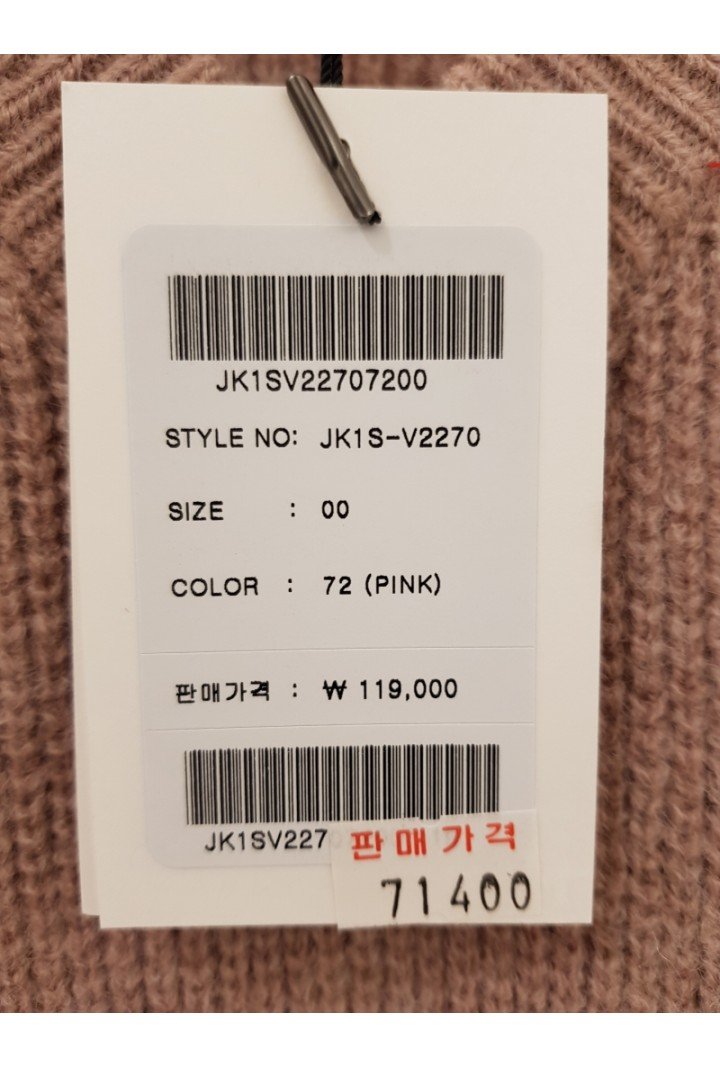 JK1SV22707200
STYLE NO: JK1S-V2270
SIZE : 00
COLOR : 72 (PINK)
판매가격 : ₩ 119,000
JK1SV227
판매가격
71400